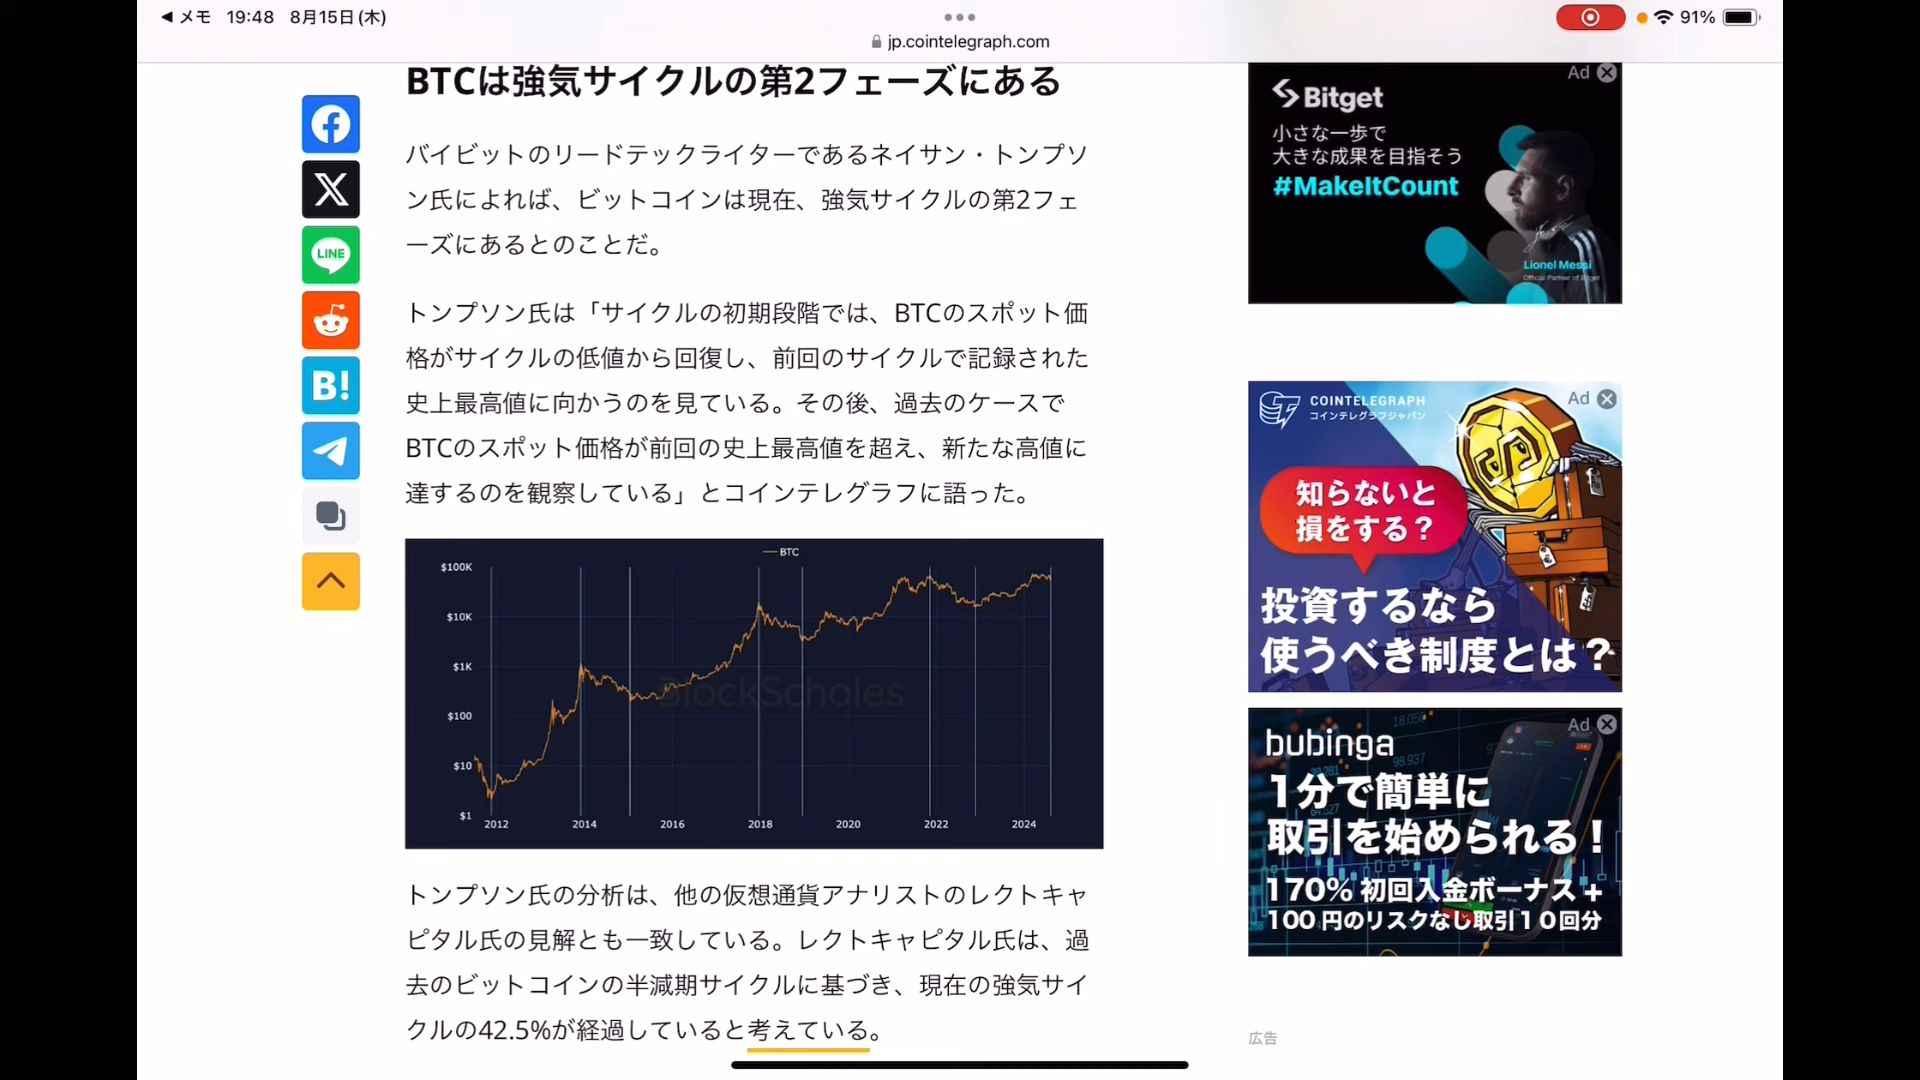 メモ 19:48 8月15日(木)
91%
jp.cointelegraph.com
BTCは強気サイクルの第2フェーズにある
バイビットのリードテックライターであるネイサン・トンプソ
ン氏によれば、ビットコインは現在、強気サイクルの第2フェ
ーズにあるとのことだ。
トンプソン氏は「サイクルの初期段階では、BTCのスポット価
格がサイクルの低値から回復し、前回のサイクルで記録された
史上最高値に向かうのを見ている。その後、過去のケースで
BTCのスポット価格が前回の史上最高値を超え、新たな高値に
達するのを観察している」とコインテレグラフに語った。
BTC
$100K
$10K
$1K
$100
$10
$1
2012 2014 2016 2018 2020 2022 2024
BlockScholes
トンプソン氏の分析は、他の仮想通貨アナリストのレクトキャ
ピタル氏の見解とも一致している。レクトキャピタル氏は、過
去のビットコインの半減期サイクルに基づき、現在の強気サイ
クルの42.5%が経過していると考えている。
LINE
B!
Ad
Bitget
小さな一歩で
大きな成果を目指そう
#MakeItCount
Lionel Messi
Official Partner of Bitget
Ad
COINTELEGRAPH
コインテレグラフジャパン
知らないと
損をする？
投資するなら
使うべき制度とは？
Ad
bubinga
1分で簡単に
取引を始められる！
170% 初回入金ボーナス +
100円のリスクなし取引10回分
98.937
広告